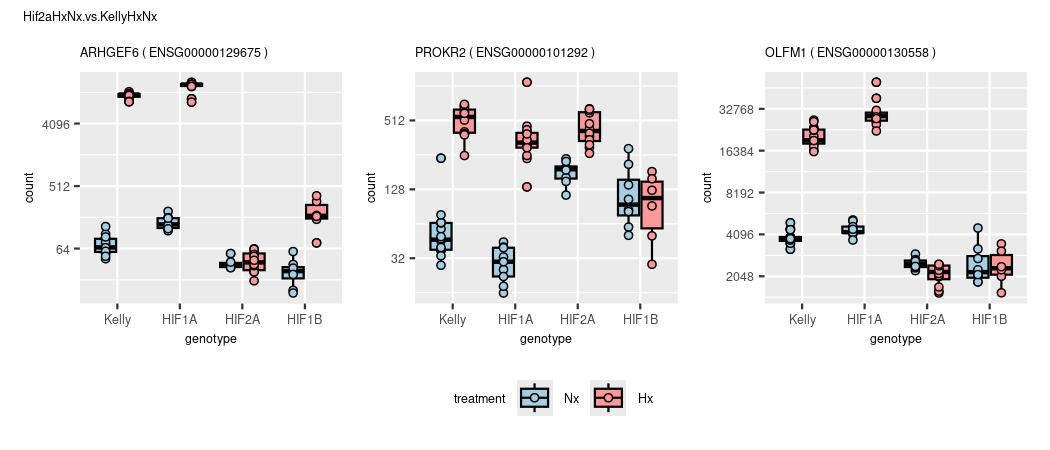 Hif2aHxNx.vs.KellyHxNx
ARHGEF6 ( ENSG00000129675 )
count
4096
512
64
Kelly HIF1A HIF2A HIF1B
genotype
PROKR2 ( ENSG00000101292 )
count
512
128
32
Kelly HIF1A HIF2A HIF1B
genotype
OLFM1 ( ENSG00000130558 )
count
32768
16384
8192
4096
2048
Kelly HIF1A HIF2A HIF1B
genotype
treatment Nx Hx